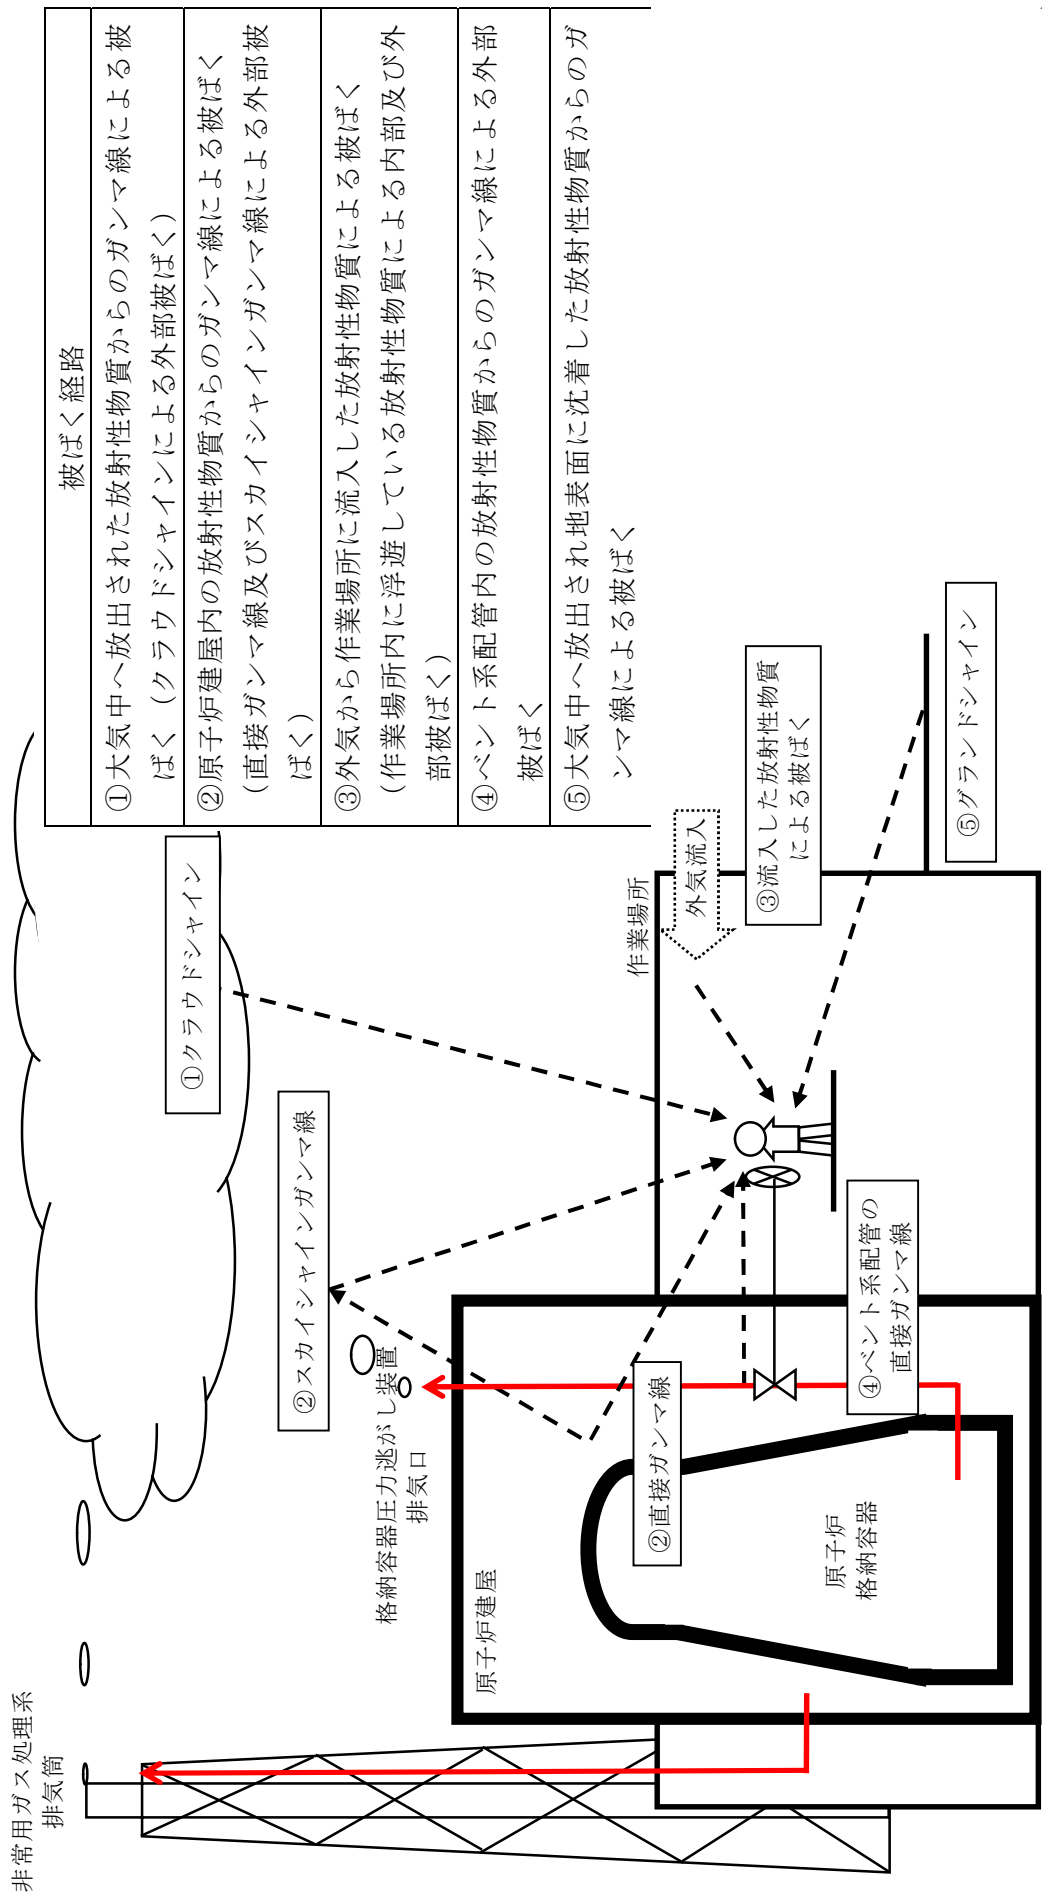 被ばく経路
①大気中へ放出された放射性物質からのガンマ線による被
ばく（クラウドシャインによる外部被ばく）
②原子炉建屋内の放射性物質からのガンマ線による被ばく
（直接ガンマ線及びスカイシャインガンマ線による外部被
ばく）
③外気から作業場所に流入した放射性物質による被ばく
（作業場所内に浮遊している放射性物質による内部及び外
部被ばく）
④ベント系配管内の放射性物質からのガンマ線による外部
被ばく
⑤大気中へ放出され地表面に沈着した放射性物質からのガ
ンマ線による被ばく
非常用ガス処理系
排気筒
①クラウドシャイン
②スカイシャインガンマ線
格納容器圧力逃がし装置
排気口
原子炉建屋
②直接ガンマ線
原子炉
格納容器
④ベント系配管の
直接ガンマ線
作業場所
外気流入
③流入した放射性物質
による被ばく
⑤グランドシャイン